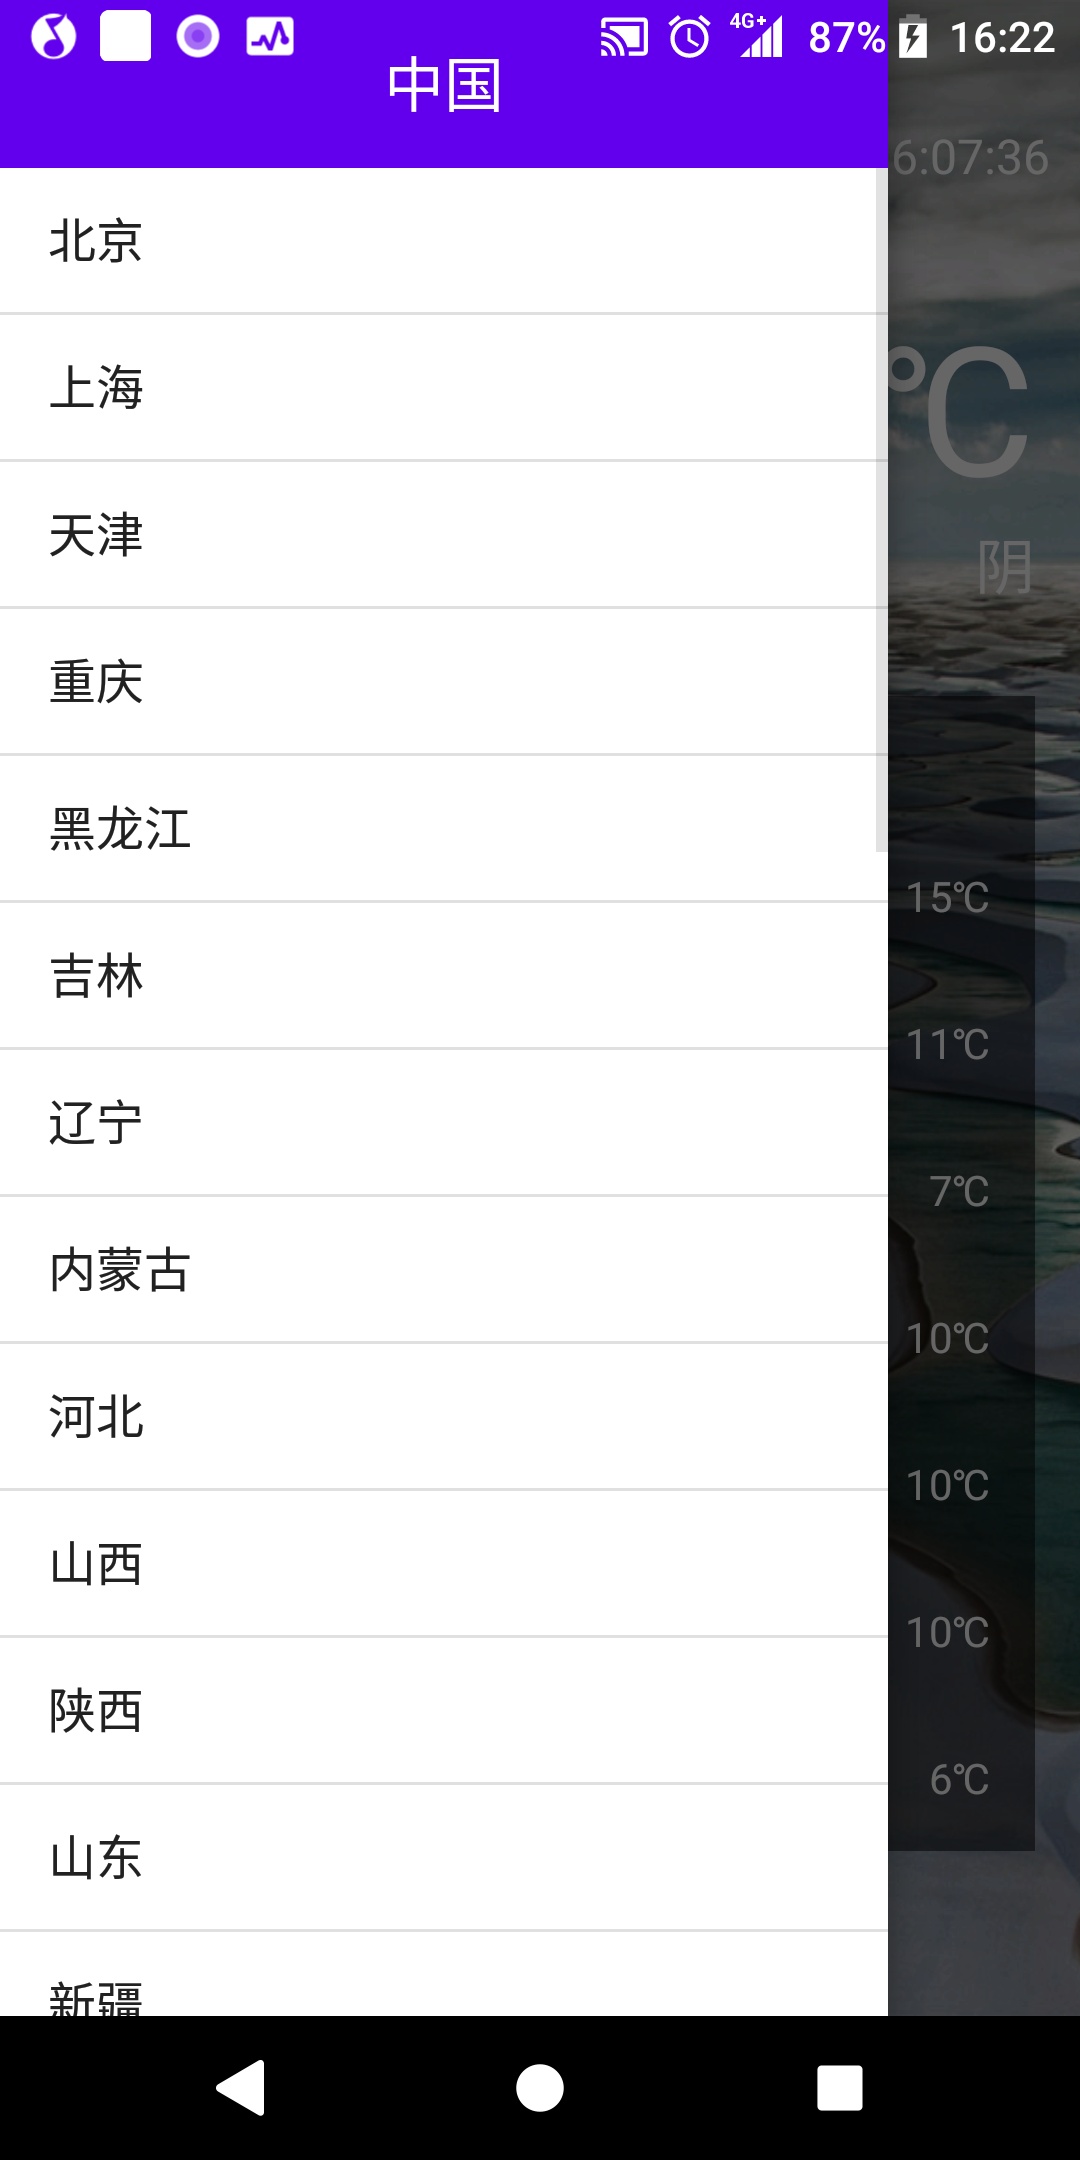 4G+ 87% 16:22
中国
6:07:36
北京
上海
℃
天津
阴
重庆
黑龙江
15℃
吉林
11℃
辽宁
7℃
内蒙古
10℃
河北
10℃
山西
10℃
陕西
6℃
山东
新疆